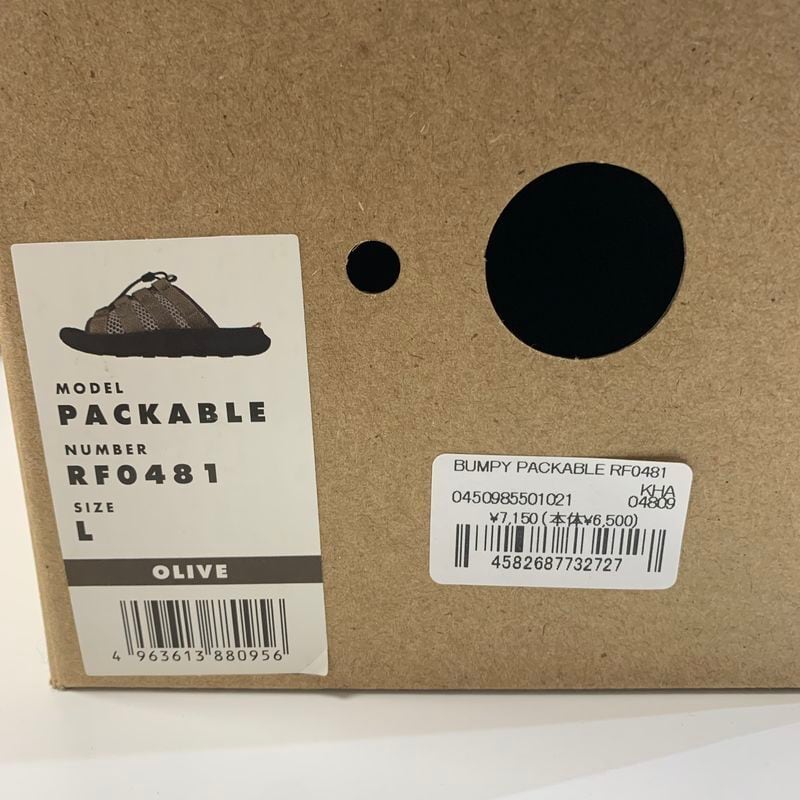 MODEL
PACKABLE
NUMBER
RF0481
SIZE
L
OLIVE
4 963613 880956
BUMPY PACKABLE RF0481
KHA
0450985501021 04809
¥7,150(本体¥6,500)
4582687732727